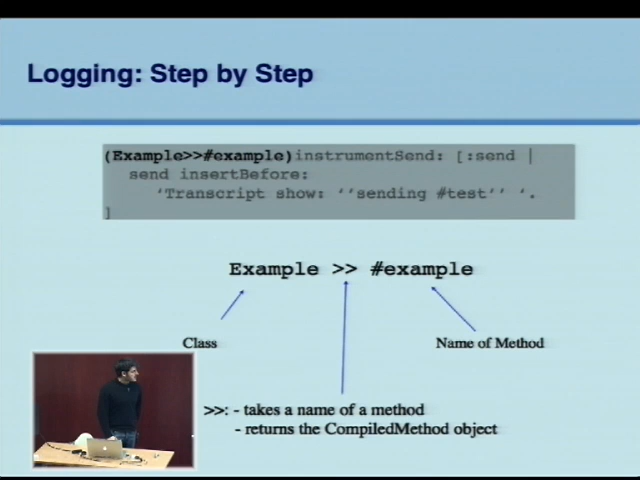 Logging: Step by Step
(Example>>#example)instrumentSend: [:send |
send insertBefore:
‘Transcript show: ‘‘sending #test’’ ‘.
]
Example >> #example
Class
Name of Method
>>: - takes a name of a method
- returns the CompiledMethod object